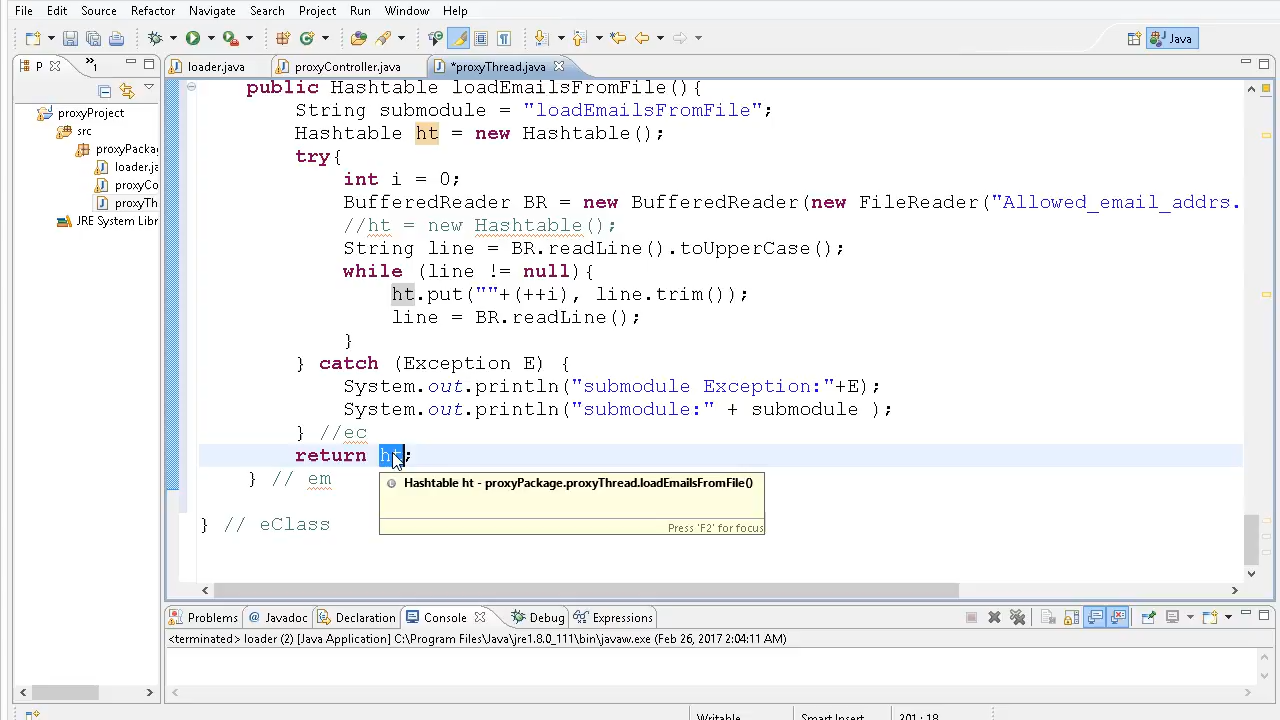 File Edit Source Refactor Navigate Search Project Run Window Help
Java
P
1
loader.java
proxyController.java
*proxyThread.java
proxyProject
src
proxyPackag
loader.ja
proxyCo
proxyTh
JRE System Libr
public Hashtable loadEmailsFromFile(){
String submodule = "loadEmailsFromFile";
Hashtable ht = new Hashtable();
try{
int i = 0;
BufferedReader BR = new BufferedReader(new FileReader("Allowed_email_addrs.
//ht = new Hashtable();
String line = BR.readLine().toUpperCase();
while (line != null){
ht.put(""+(++i), line.trim());
line = BR.readLine();
}
} catch (Exception E) {
System.out.println("submodule Exception:"+E);
System.out.println("submodule:" + submodule );
} //ec
return ht;
} // em
Hashtable ht - proxyPackage.proxyThread.loadEmailsFromFile()
Press 'F2' for focus
} // eClass
Problems @ Javadoc Declaration Console Debug Expressions
<terminated> loader (2) [Java Application] C:\Program Files\Java\jre1.8.0_111\bin\javaw.exe (Feb 26, 2017 2:04:11 AM)
Writable Smart Insert 201 : 18